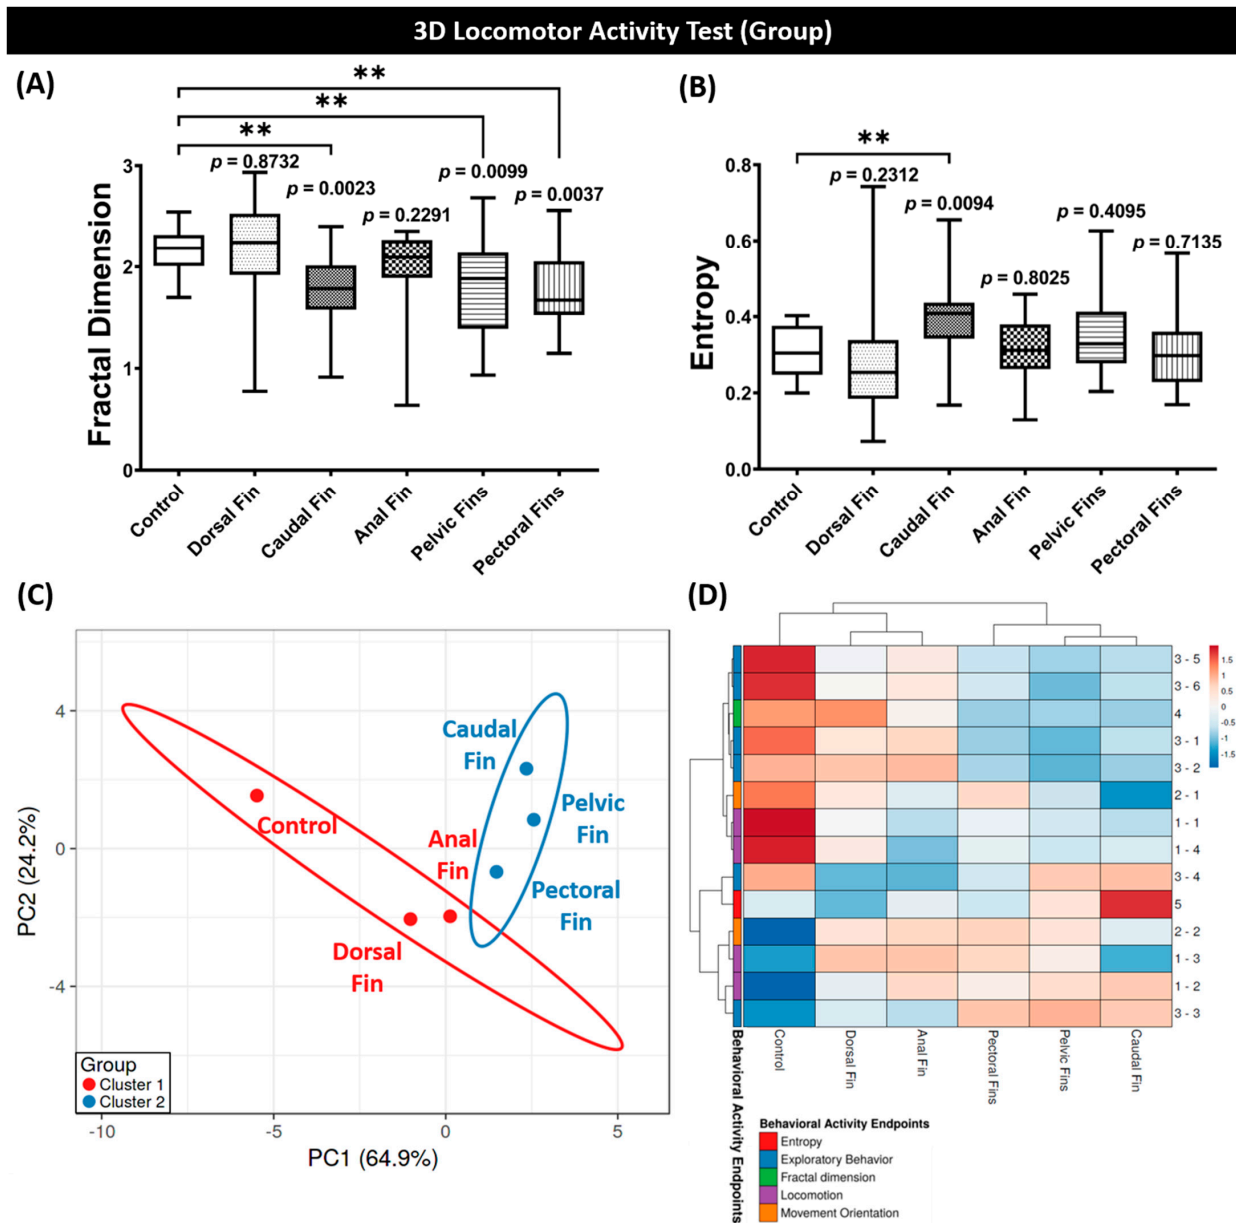 3D Locomotor Activity Test (Group)
(A)
**
**
**
p = 0.8732
p = 0.0023
p = 0.2291
p = 0.0099
p = 0.0037
Fractal Dimension
3
2
1
0
Control
Dorsal Fin
Caudal Fin
Anal Fin
Pelvic Fins
Pectoral Fins
(B)
**
p = 0.2312
p = 0.0094
p = 0.8025
p = 0.4095
p = 0.7135
Entropy
0.8
0.6
0.4
0.2
0.0
Control
Dorsal Fin
Caudal Fin
Anal Fin
Pelvic Fins
Pectoral Fins
(C)
PC2 (24.2%)
4
0
-4
Caudal
Fin
Pelvic
Fin
Control
Anal
Fin
Pectoral
Fin
Dorsal
Fin
Group
Cluster 1
Cluster 2
-10
-5
0
5
PC1 (64.9%)
(D)
3 - 5
3 - 6
4
3 - 1
3 - 2
2 - 1
1 - 1
1 - 4
3 - 4
5
2 - 2
1 - 3
1 - 2
3 - 3
1.5
1
0.5
0
-0.5
-1
-1.5
Behavioral Activity Endpoints
Control
Dorsal Fin
Anal Fin
Pectoral Fins
Pelvic Fins
Caudal Fin
Behavioral Activity Endpoints
Entropy
Exploratory Behavior
Fractal dimension
Locomotion
Movement Orientation